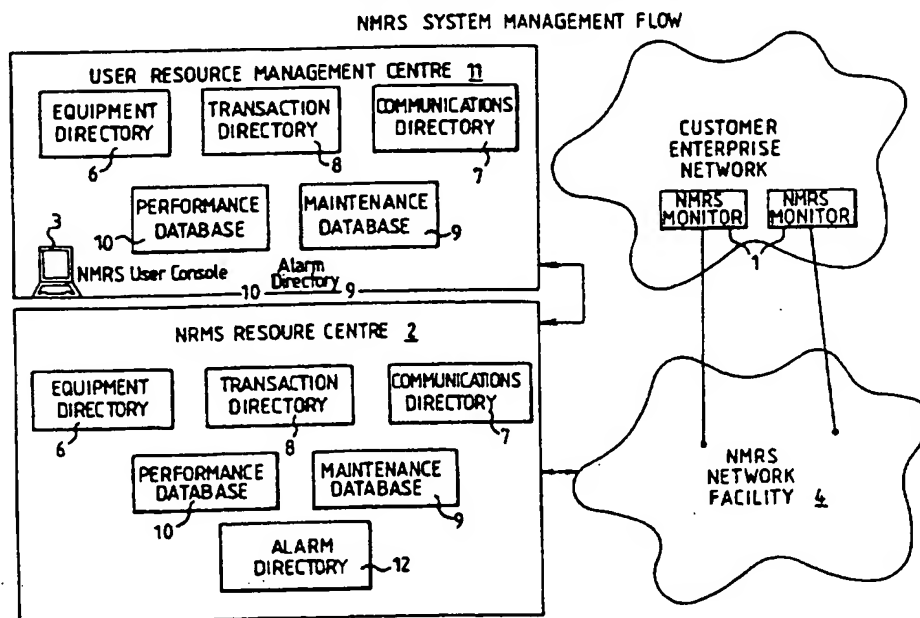 NMRS SYSTEM MANAGEMENT FLOW
USER RESOURCE MANAGEMENT CENTRE 11
EQUIPMENT
DIRECTORY
6
TRANSACTION
DIRECTORY
8
COMMUNICATIONS
DIRECTORY
7
PERFORMANCE
DATABASE
10
MAINTENANCE
DATABASE
9
3
NMRS User Console
Alarm
Directory
10
9
CUSTOMER
ENTERPRISE
NETWORK
NMRS
MONITOR
NMRS
MONITOR
1
NRMS RESOURE CENTRE 2
EQUIPMENT
DIRECTORY
6
TRANSACTION
DIRECTORY
8
COMMUNICATIONS
DIRECTORY
7
PERFORMANCE
DATABASE
10
MAINTENANCE
DATABASE
9
ALARM
DIRECTORY
12
NMRS
NETWORK
FACILITY 4